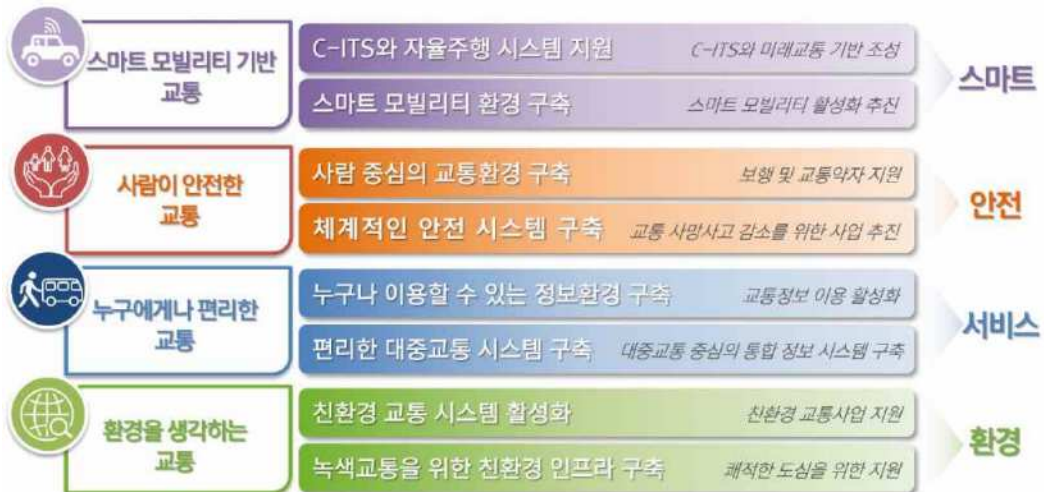 스마트 모빌리티 기반
교통
C-ITS와 자율주행 시스템 지원 C-ITS와 미래교통 기반 조성
스마트 모빌리티 환경 구축 스마트 모빌리티 활성화 추진
스마트
사람이 안전한
교통
사람 중심의 교통환경 구축 보행 및 교통약자 지원
체계적인 안전 시스템 구축 교통 사망사고 감소를 위한 사업 추진
안전
누구에게나 편리한
교통
누구나 이용할 수 있는 정보환경 구축 교통정보 이용 활성화
편리한 대중교통 시스템 구축 대중교통 중심의 통합 정보 시스템 구축
서비스
환경을 생각하는
교통
친환경 교통 시스템 활성화 친환경 교통사업 지원
녹색교통을 위한 친환경 인프라 구축 쾌적한 도심을 위한 지원
환경